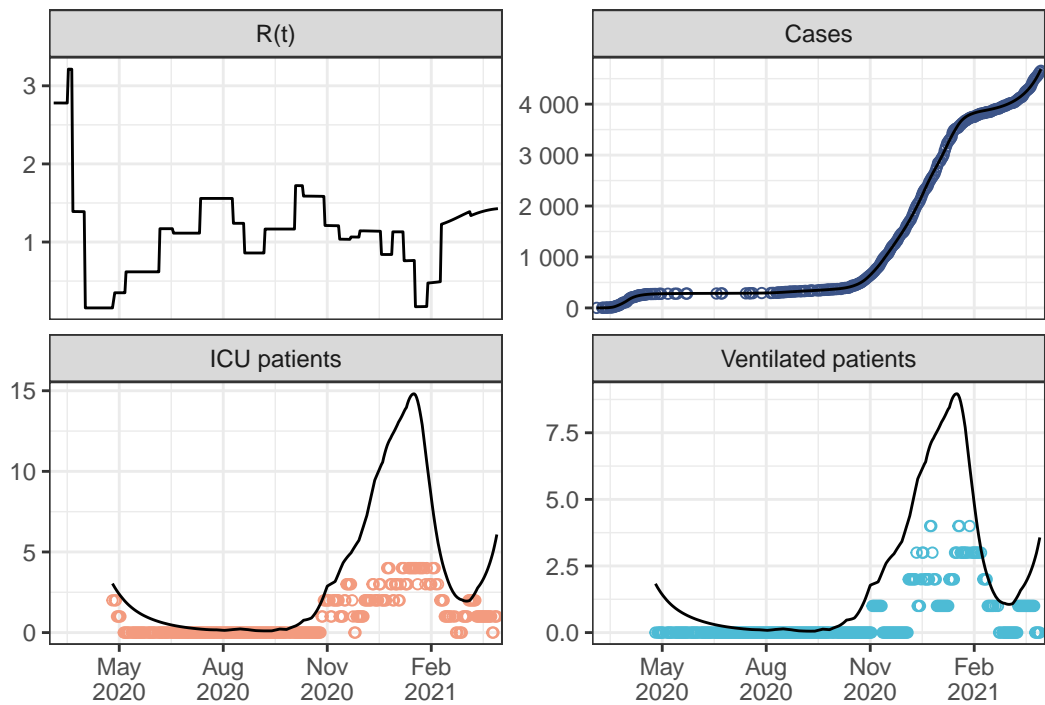 R(t)
Cases
3
2
1
4 000
3 000
2 000
1 000
0
ICU patients
Ventilated patients
15
10
5
0
7.5
5.0
2.5
0.0
May
2020
Aug
2020
Nov
2020
Feb
2021
May
2020
Aug
2020
Nov
2020
Feb
2021